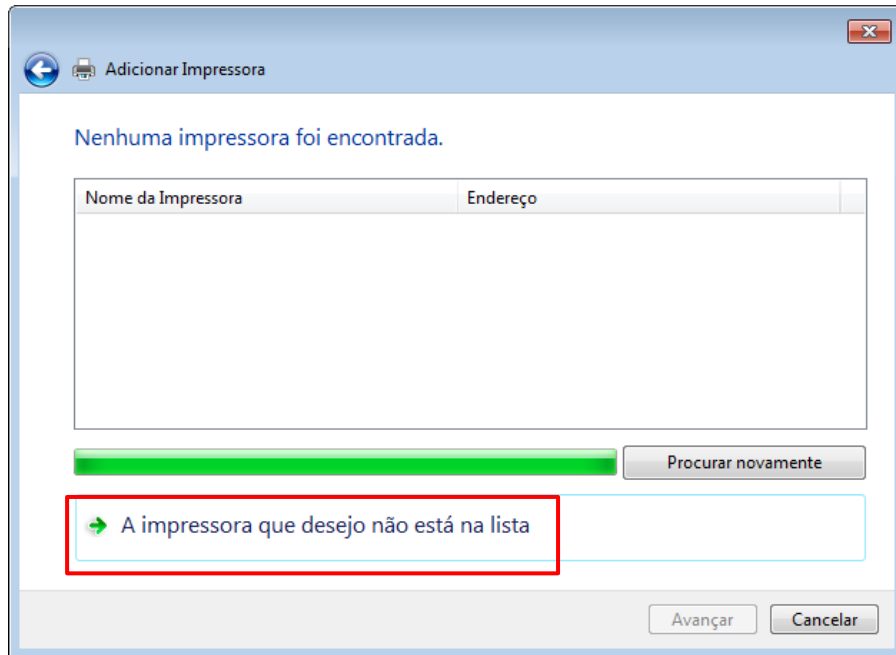 Adicionar Impressora
Nenhuma impressora foi encontrada.
Nome da Impressora Endereço
Procurar novamente
A impressora que desejo não está na lista
Avançar Cancelar